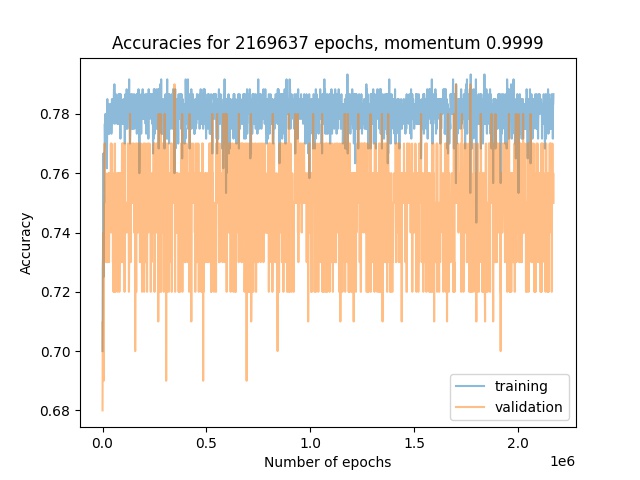 Accuracies for 2169637 epochs, momentum 0.9999
Accuracy
0.78
0.76
0.74
0.72
0.70
0.68
training
validation
0.0
0.5
1.0
1.5
2.0
1e6
Number of epochs